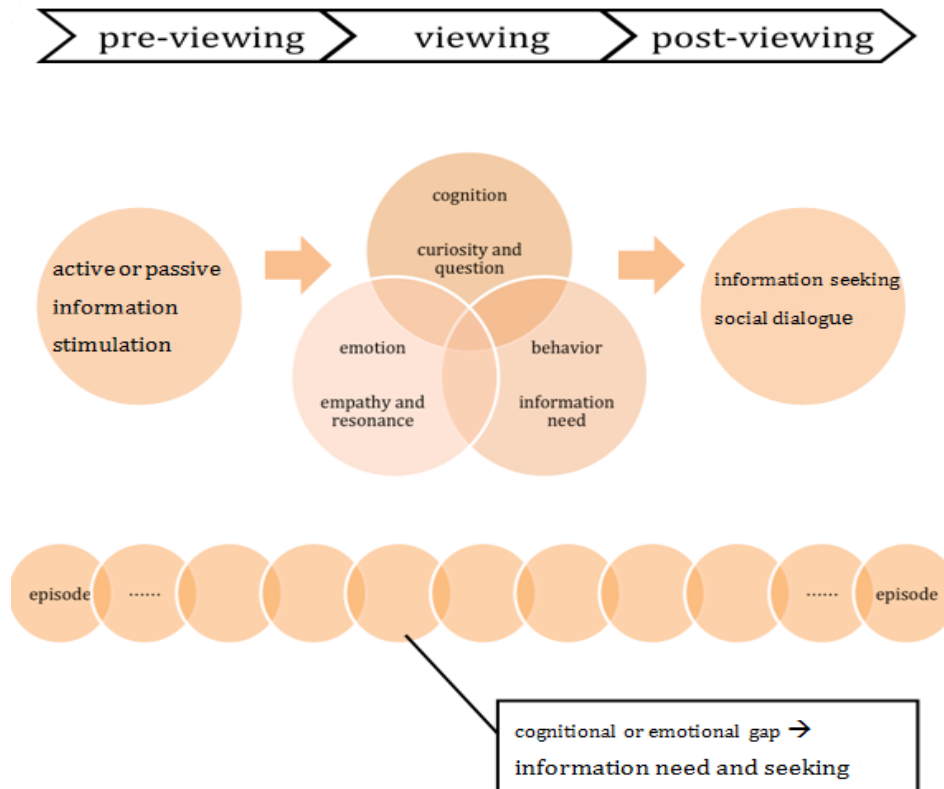 pre-viewing
viewing
post-viewing
active or passive
information
stimulation
cognition
curiosity and
question
emotion
empathy and
resonance
behavior
information
need
information seeking
social dialogue
episode
......
......
episode
cognitional or emotional gap →
information need and seeking